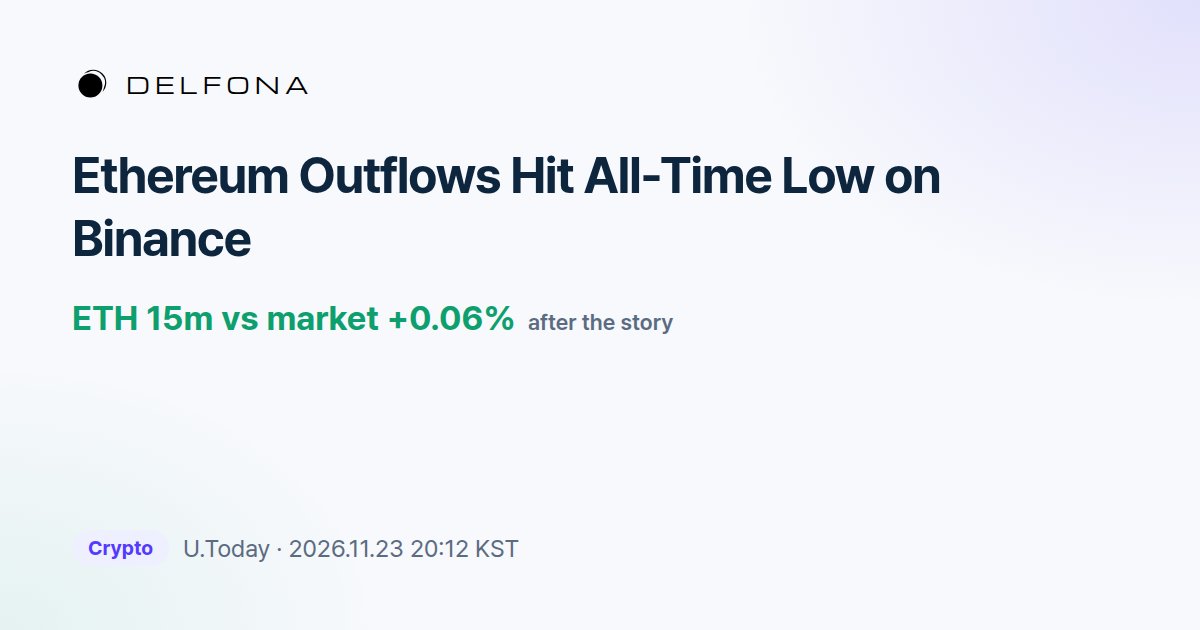 DELFONA
Ethereum Outflows Hit All-Time Low on
Binance
ETH 15m vs market +0.06% after the story
Crypto U.Today · 2026.11.23 20:12 KST